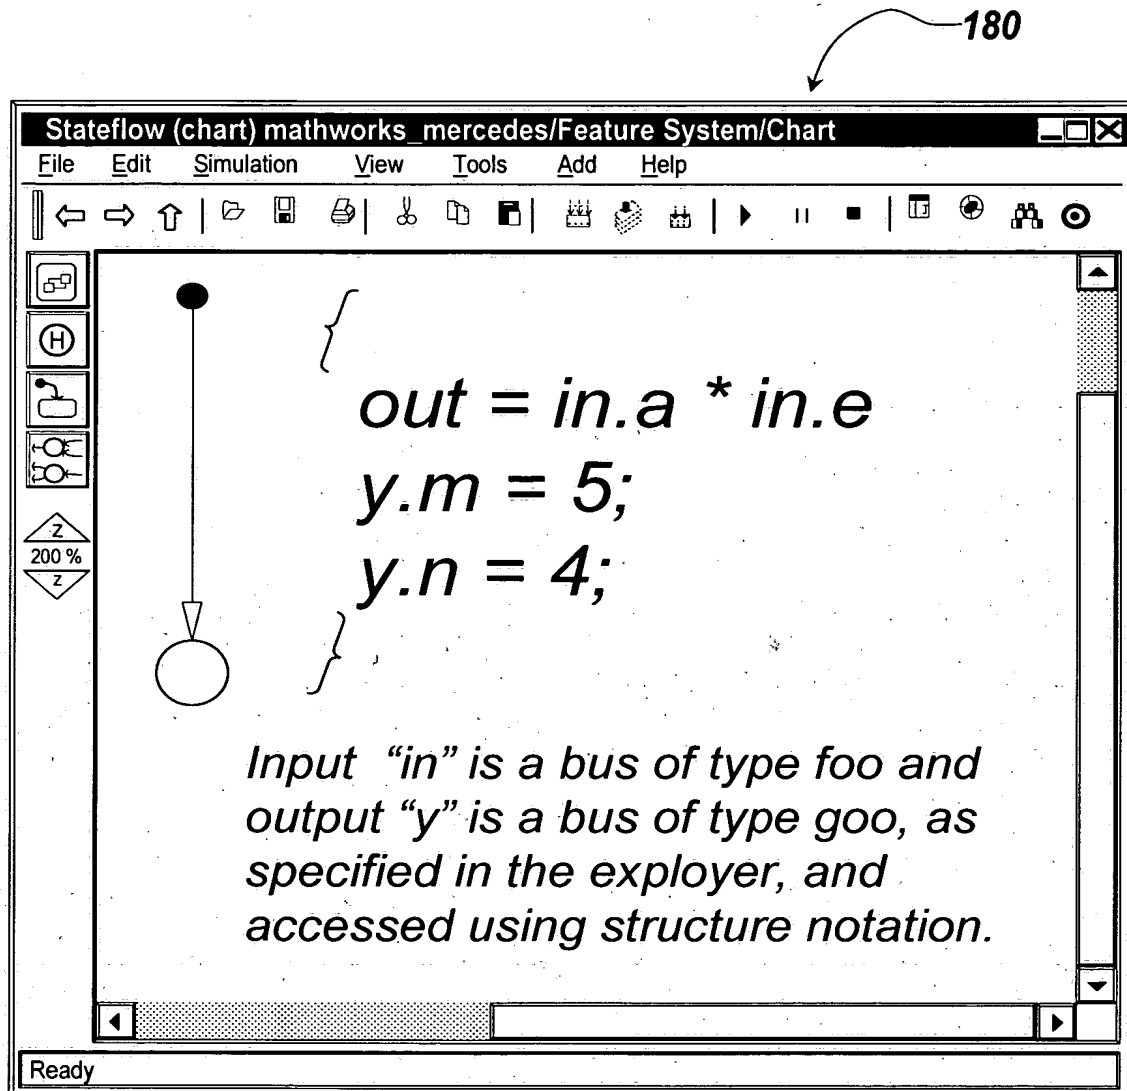 180
Stateflow (chart) mathworks_mercedes/Feature System/Chart
File Edit Simulation View Tools Add Help
H
z
200 %
z
{
out = in.a * in.e
y.m = 5;
y.n = 4;
}
Input “in” is a bus of type foo and
output “y” is a bus of type goo, as
specified in the exployer, and
accessed using structure notation.
Ready